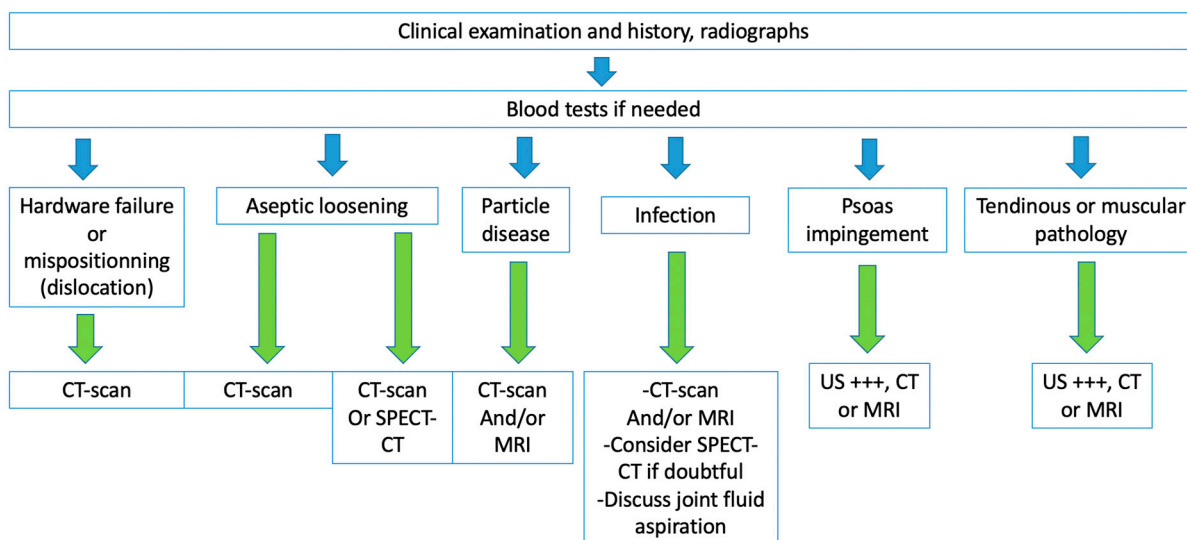 Clinical examination and history, radiographs
Blood tests if needed
Hardware failure
or
mispositionning
(dislocation)
Aseptic loosening
Particle
disease
Infection
Psoas
impingement
Tendinous or muscular
pathology
CT-scan
CT-scan
CT-scan
Or SPECT-
CT
CT-scan
And/or
MRI
-CT-scan
And/or MRI
-Consider SPECT-
CT if doubtful
-Discuss joint fluid
aspiration
US +++, CT
or MRI
US +++, CT
or MRI